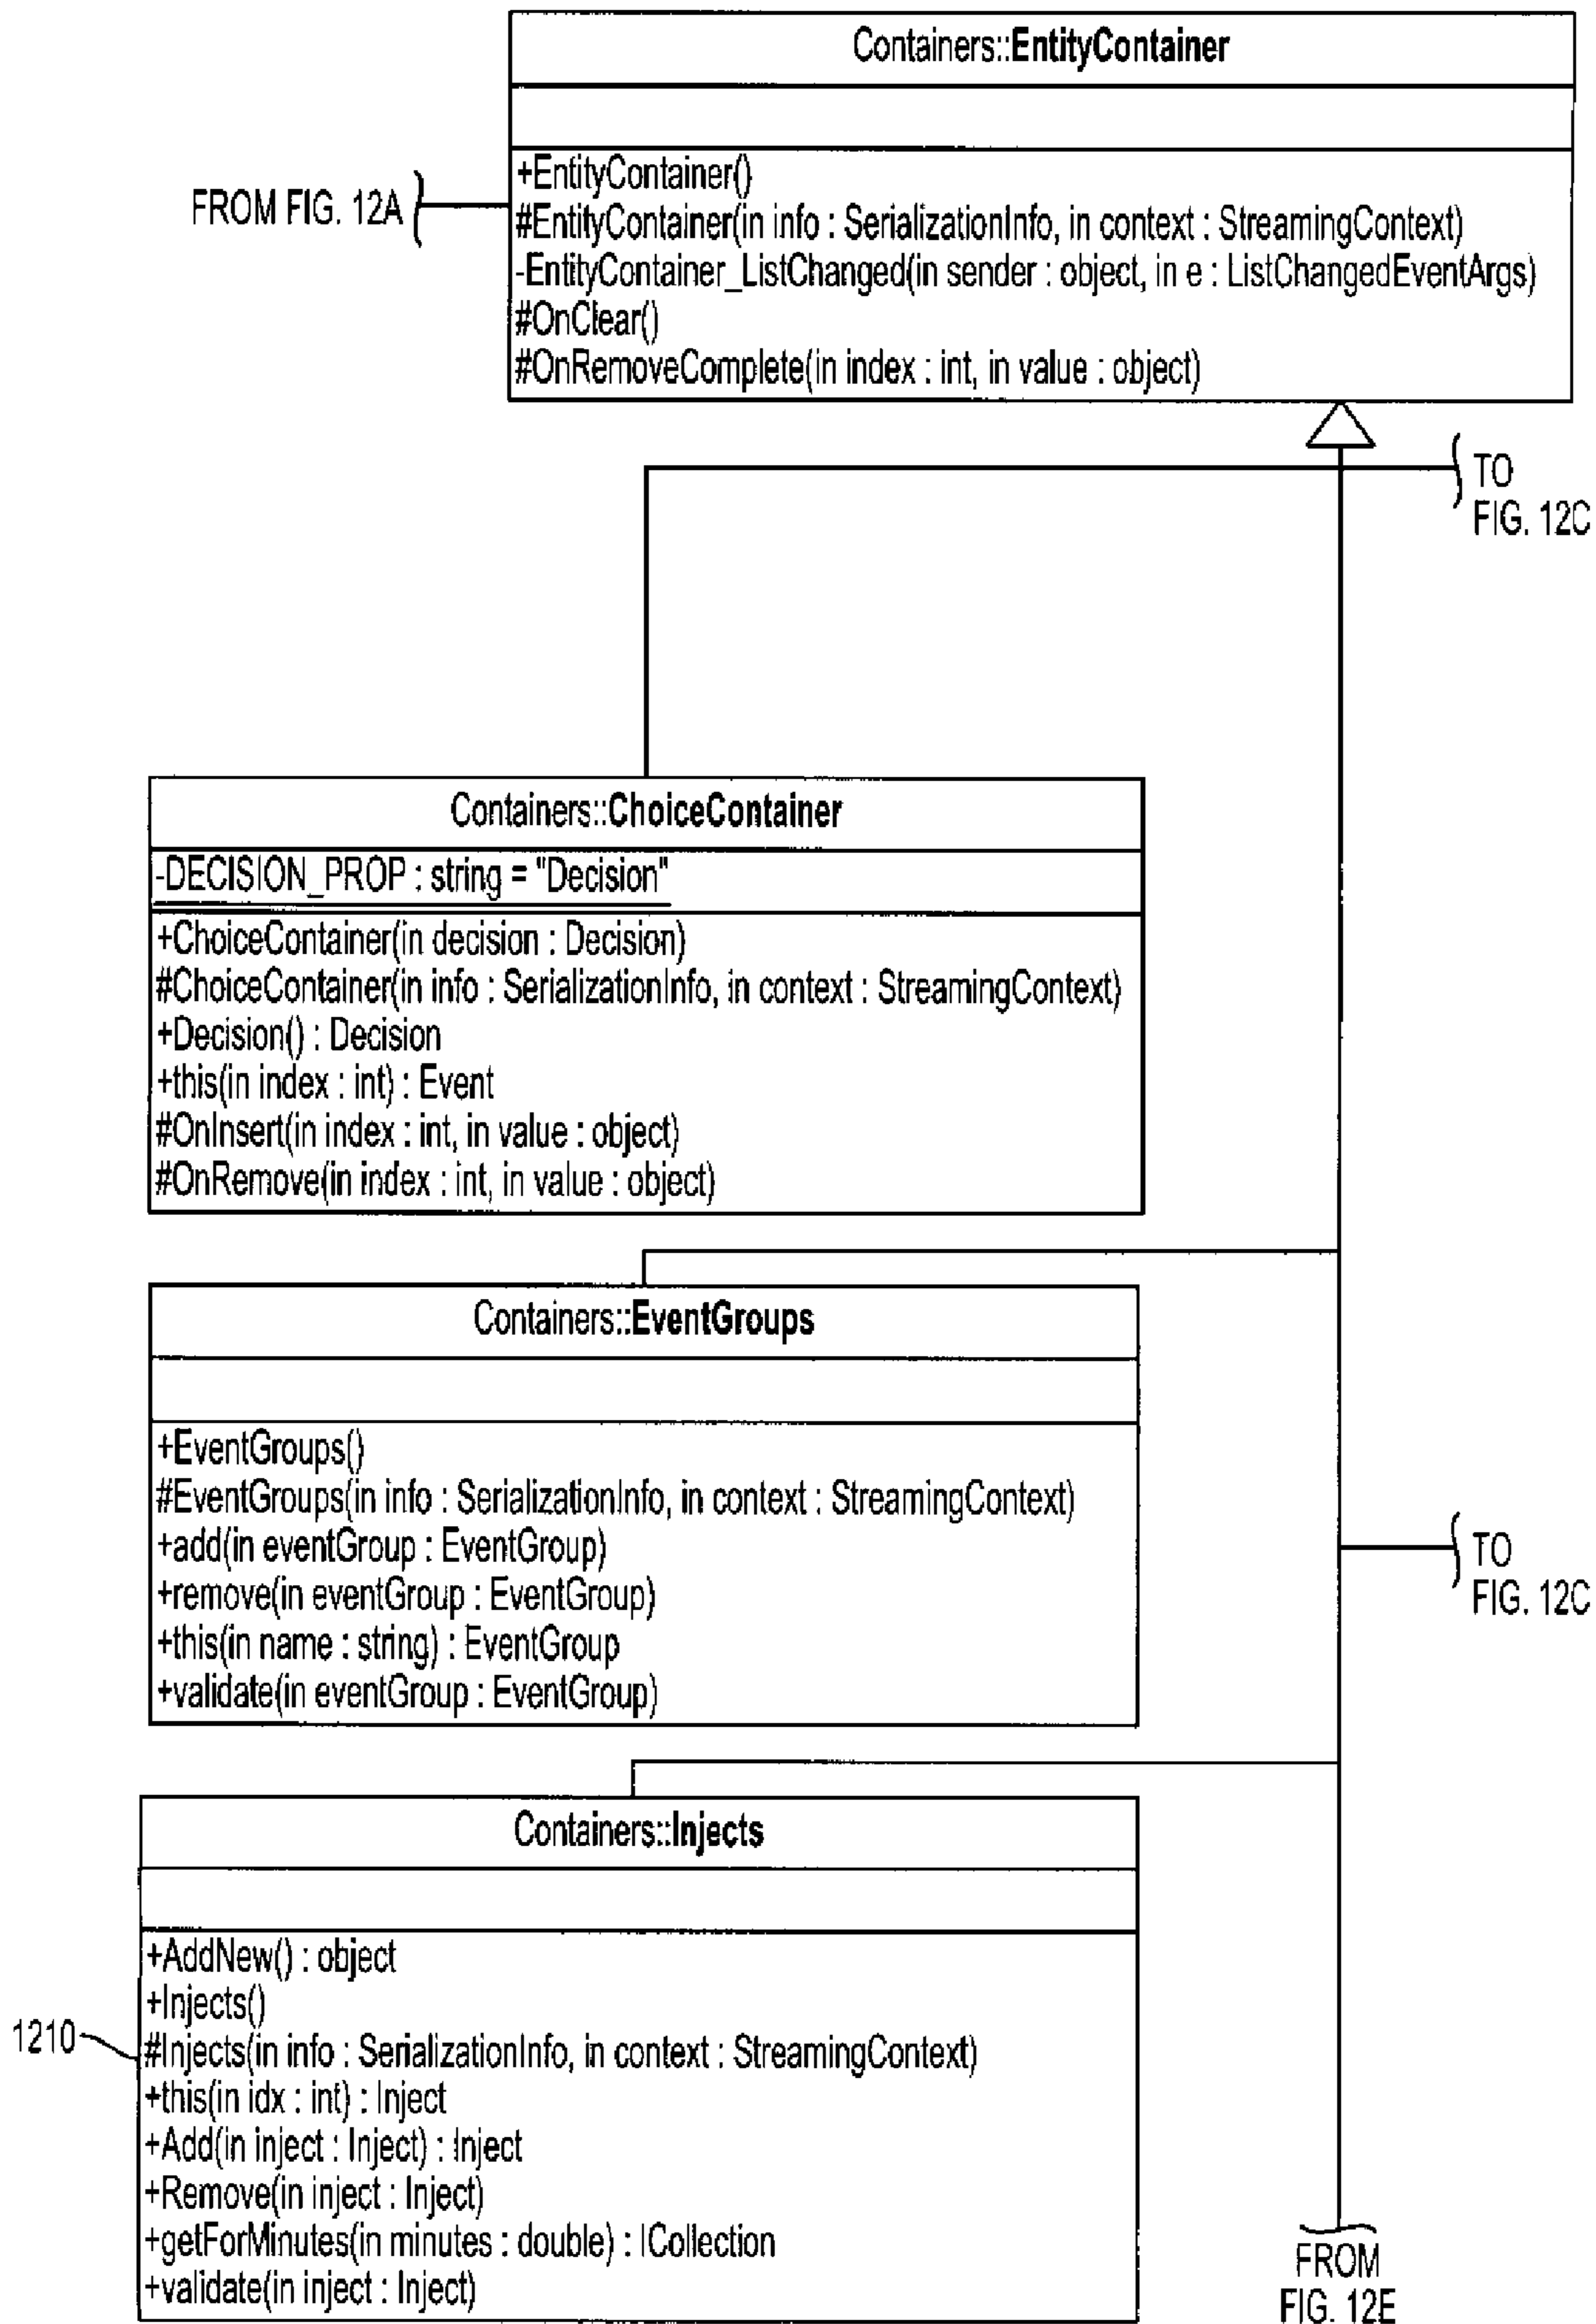 Containers::EntityContainer
+EntityContainer()
#EntityContainer(in info : SerializationInfo, in context : StreamingContext)
-EntityContainer_ListChanged(in sender : object, in e : ListChangedEventArgs)
#OnClear()
#OnRemoveComplete(in index : int, in value : object)
FROM FIG. 12A
TO
FIG. 12C
Containers::ChoiceContainer
-DECISION_PROP : string = "Decision"
+ChoiceContainer(in decision : Decision)
#ChoiceContainer(in info : SerializationInfo, in context : StreamingContext)
+Decision() : Decision
+this(in index : int) : Event
#OnInsert(in index : int, in value : object)
#OnRemove(in index : int, in value : object)
Containers::EventGroups
+EventGroups()
#EventGroups(in info : SerializationInfo, in context : StreamingContext)
+add(in eventGroup : EventGroup)
+remove(in eventGroup : EventGroup)
+this(in name : string) : EventGroup
+validate(in eventGroup : EventGroup)
TO
FIG. 12C
Containers::Injects
+AddNew() : object
+Injects()
1210
#Injects(in info : SerializationInfo, in context : StreamingContext)
+this(in idx : int) : Inject
+Add(in inject : Inject) : Inject
+Remove(in inject : Inject)
+getForMinutes(in minutes : double) : ICollection
+validate(in inject : Inject)
FROM
FIG. 12E